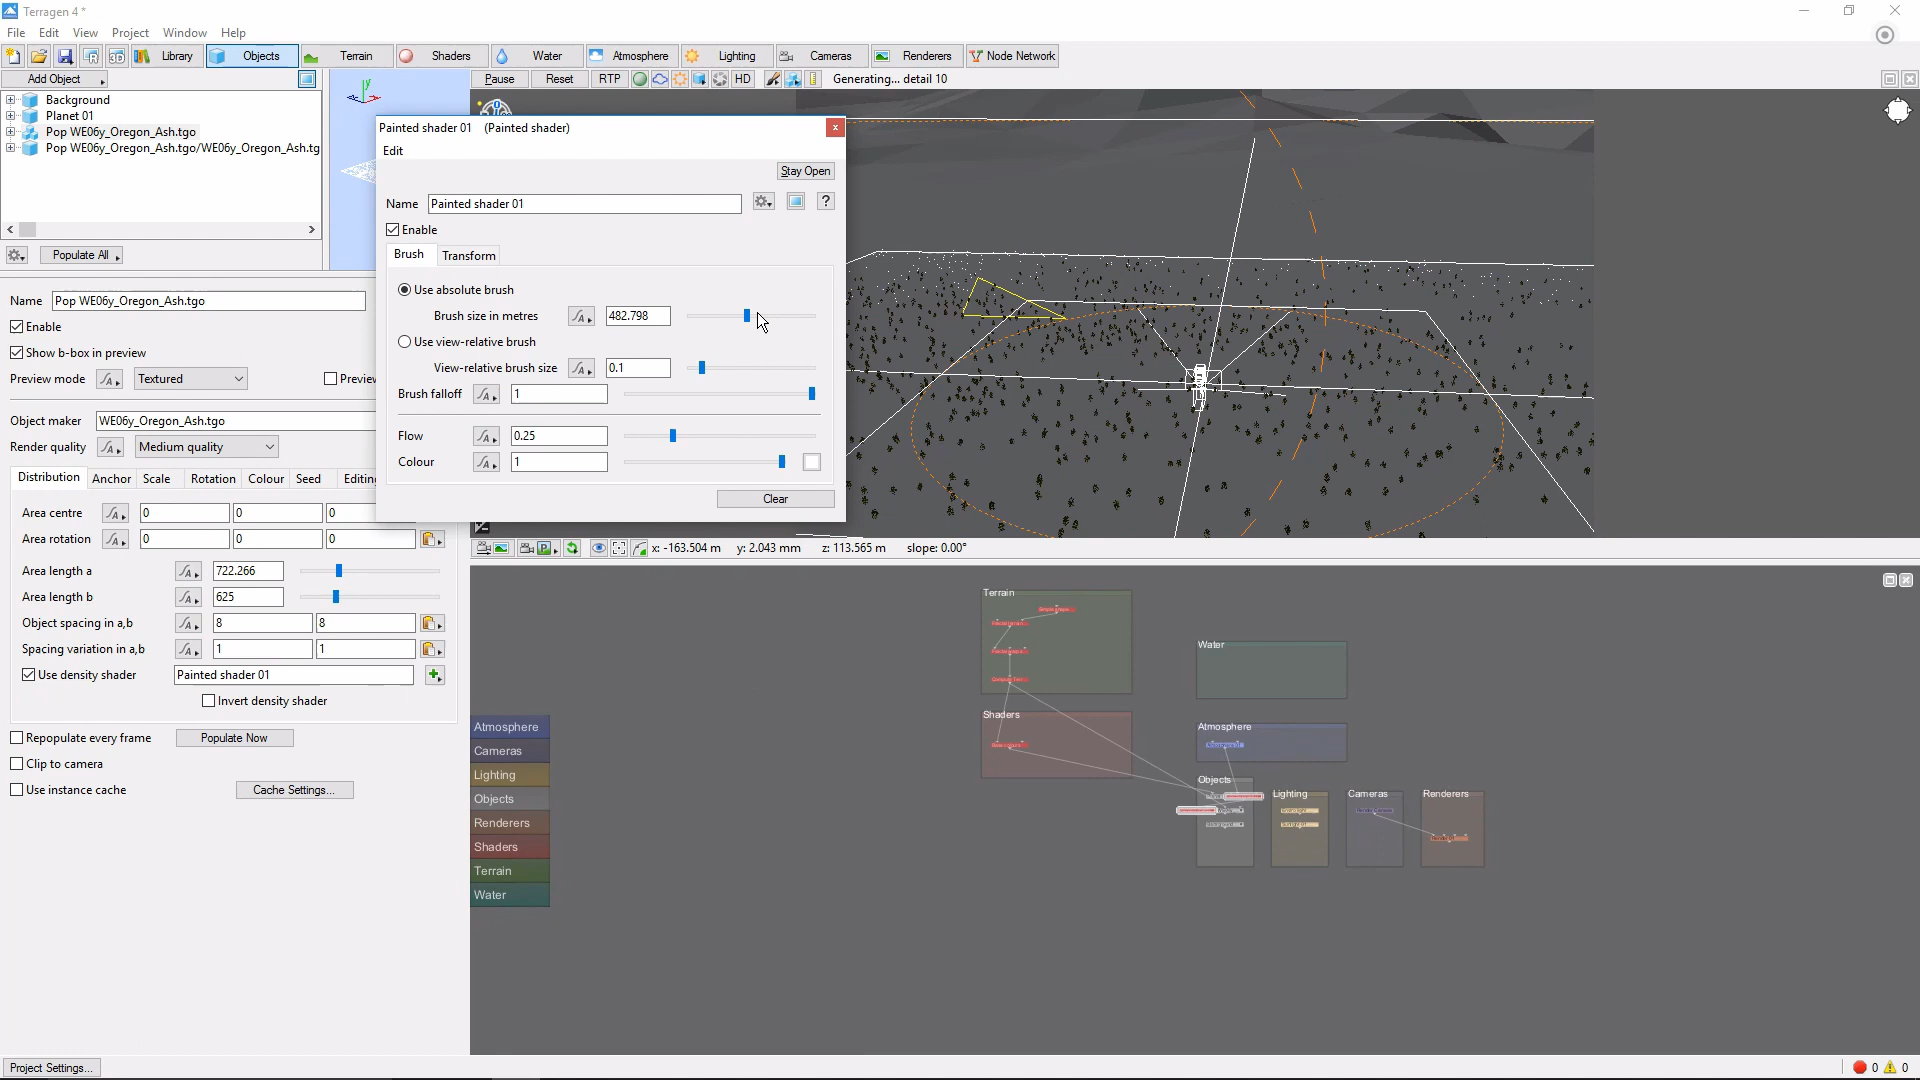 Terragen 4 *
File Edit View Project Window Help
Library Objects Terrain Shaders Water Atmosphere Lighting Cameras Renderers Node Network
Add Object
Pause Reset RTP HD Generating... detail 10
Background
Planet 01
Pop WE06y_Oregon_Ash.tgo
Pop WE06y_Oregon_Ash.tgo/WE06y_Oregon_Ash.tg
Populate All
Name Pop WE06y_Oregon_Ash.tgo
Enable
Show b-box in preview
Preview mode Textured Preview
Object maker WE06y_Oregon_Ash.tgo
Render quality Medium quality
Distribution Anchor Scale Rotation Colour Seed Editing
Area centre 0 0 0
Area rotation 0 0 0
Area length a 722.266
Area length b 625
Object spacing in a,b 8 8
Spacing variation in a,b 1 1
Use density shader Painted shader 01
Invert density shader
Repopulate every frame Populate Now
Clip to camera
Use instance cache Cache Settings...
Project Settings...
y
Painted shader 01 (Painted shader)
Edit
Stay Open
Name Painted shader 01 ?
Enable
Brush Transform
Use absolute brush
Brush size in metres 482.798
Use view-relative brush
View-relative brush size 0.1
Brush falloff 1
Flow 0.25
Colour 1
Clear
x: -163.504 m y: 2.043 mm z: 113.565 m slope: 0.00°
Atmosphere
Cameras
Lighting
Objects
Renderers
Shaders
Terrain
Water
Terrain
Water
Shaders
Atmosphere
Objects
Lighting
Cameras
Renderers
0 0